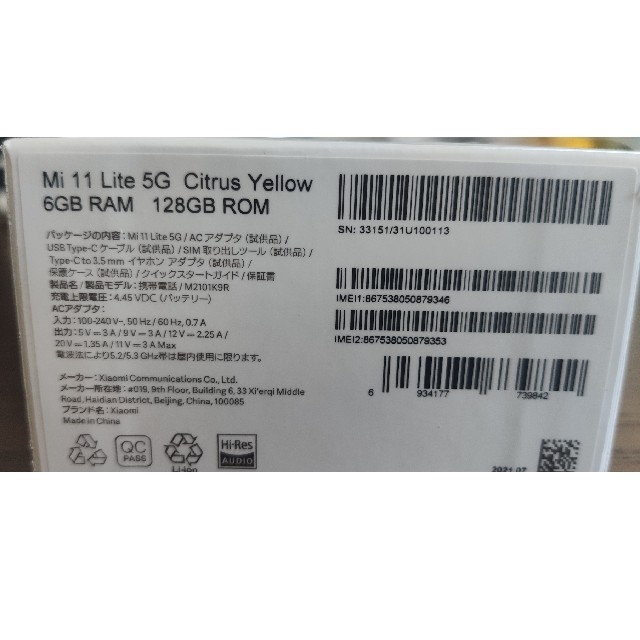 Mi 11 Lite 5G Citrus Yellow
6GB RAM 128GB ROM
パッケージの内容：Mi 11 Lite 5G / AC アダプタ（試供品）/
USB Type-C ケーブル（試供品）/ SIM 取り出しツール（試供品）/
Type-C to 3.5 mm イヤホン アダプタ（試供品）/
保護ケース（試供品）/ クイックスタートガイド / 保証書
製品名 / 製品モデル：携帯電話 / M2101K9R
充電上限電圧：4.45 VDC（バッテリー）
ACアダプタ：
入力：100-240 V~, 50 Hz / 60 Hz, 0.7 A
出力：5 V⎓3 A / 9 V⎓3 A / 12 V⎓2.25 A /
20 V⎓1.35 A / 11 V⎓3 A Max
電波法により5.2/5.3 GHz帯は屋内使用に限ります。
メーカー：Xiaomi Communications Co., Ltd.
メーカー所在地：#019, 9th Floor, Building 6, 33 Xi'erqi Middle
Road, Haidian District, Beijing, China, 100085
ブランド名：Xiaomi
Made in China
QC
PASS
Li-ion
Hi-Res
AUDIO
SN: 33151/31U100113
IMEI1:867538050879346
IMEI2:867538050879353
6 934177 739842
2021.07